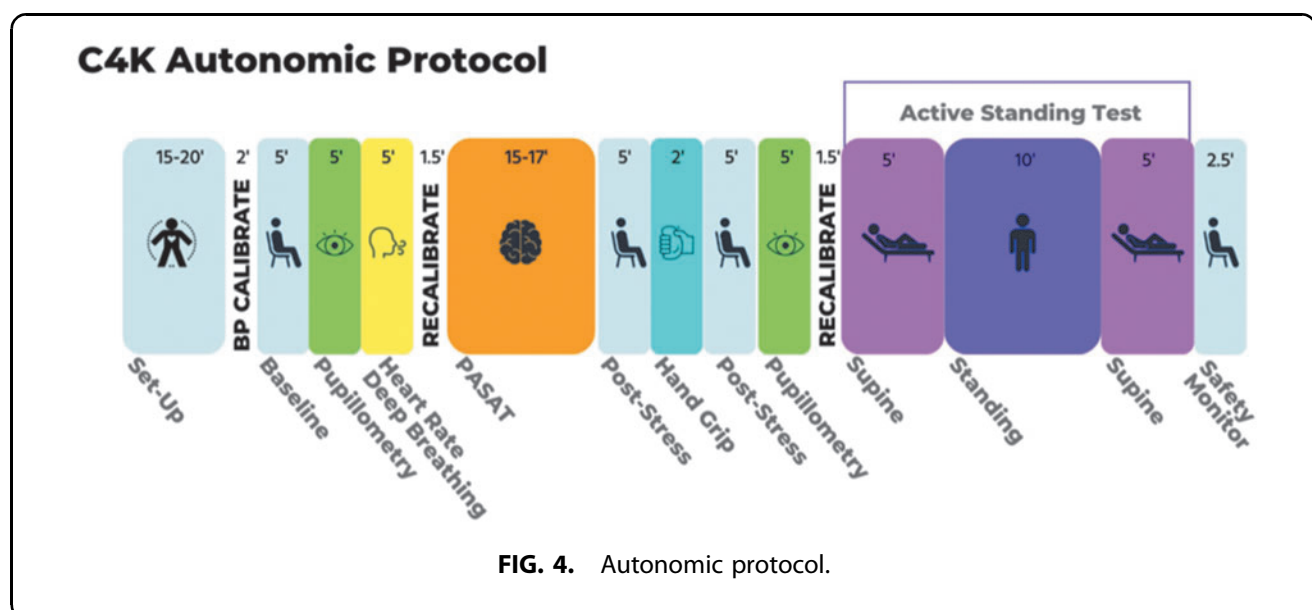 C4K Autonomic Protocol
Active Standing Test
15-20'
2'
5'
5'
5'
1.5'
15-17'
5'
2'
5'
5'
1.5'
5'
10'
5'
2.5'
BP CALIBRATE
RECALIBRATE
RECALIBRATE
Set-Up
Baseline
Pupillometry
Heart Rate
Deep Breathing
PASAT
Post-Stress
Hand Grip
Post-Stress
Pupillometry
Supine
Standing
Supine
Safety
Monitor
FIG. 4. Autonomic protocol.